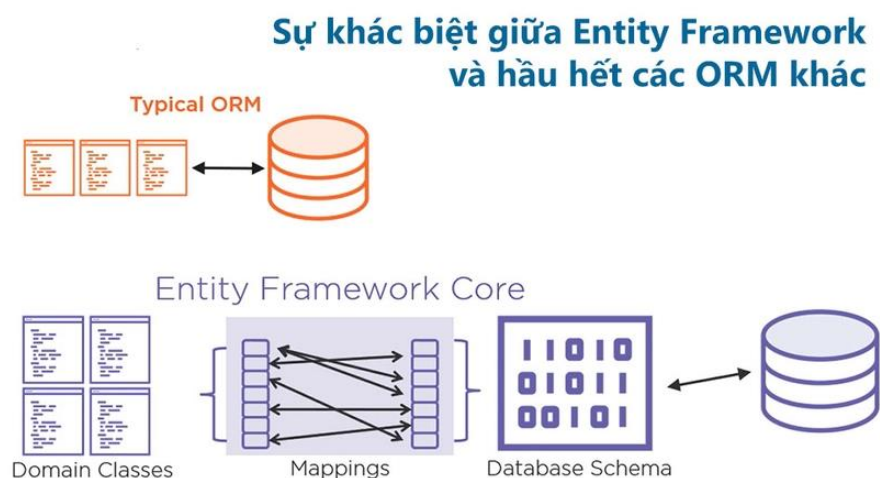 Sự khác biệt giữa Entity Framework
và hầu hết các ORM khác
Typical ORM
Entity Framework Core
11010
01011
00101
Domain Classes
Mappings
Database Schema